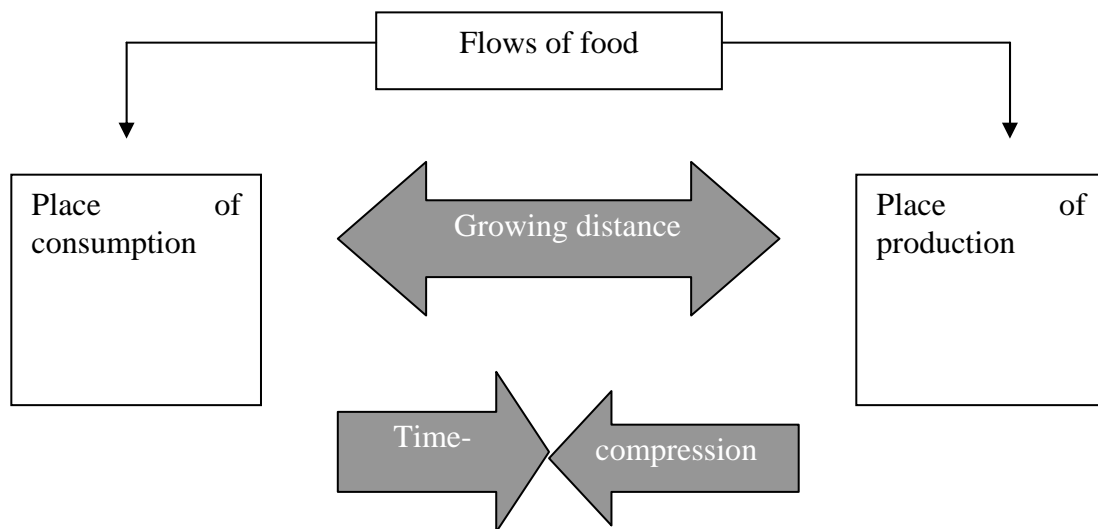 Flows of food
Place of
consumption
Growing distance
Place of
production
Time-
compression